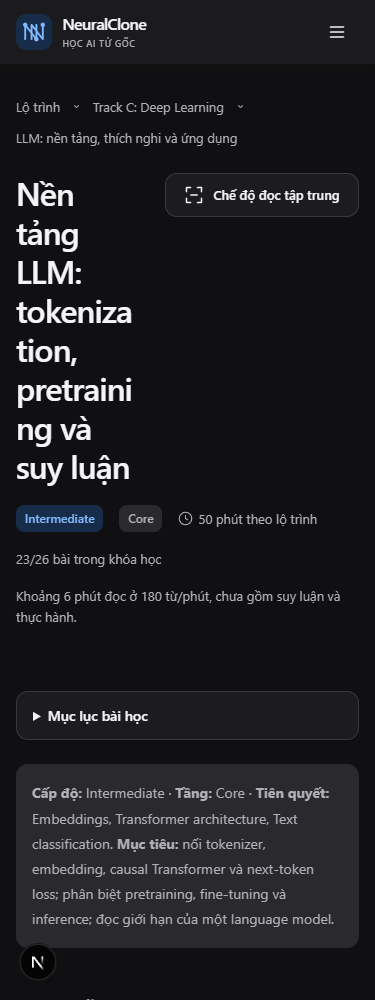 NeuralClone
HỌC AI TỪ GỐC
Lộ trình
Track C: Deep Learning
LLM: nền tảng, thích nghi và ứng dụng
Nền
tảng
LLM:
tokeniza
tion,
pretraini
ng và
suy luận
Chế độ đọc tập trung
Intermediate
Core
50 phút theo lộ trình
23/26 bài trong khóa học
Khoảng 6 phút đọc ở 180 từ/phút, chưa gồm suy luận và
thực hành.
Mục lục bài học
Cấp độ: Intermediate · Tầng: Core · Tiên quyết:
Embeddings, Transformer architecture, Text
classification. Mục tiêu: nối tokenizer,
embedding, causal Transformer và next-token
loss; phân biệt pretraining, fine-tuning và
inference; đọc giới hạn của một language model.
N